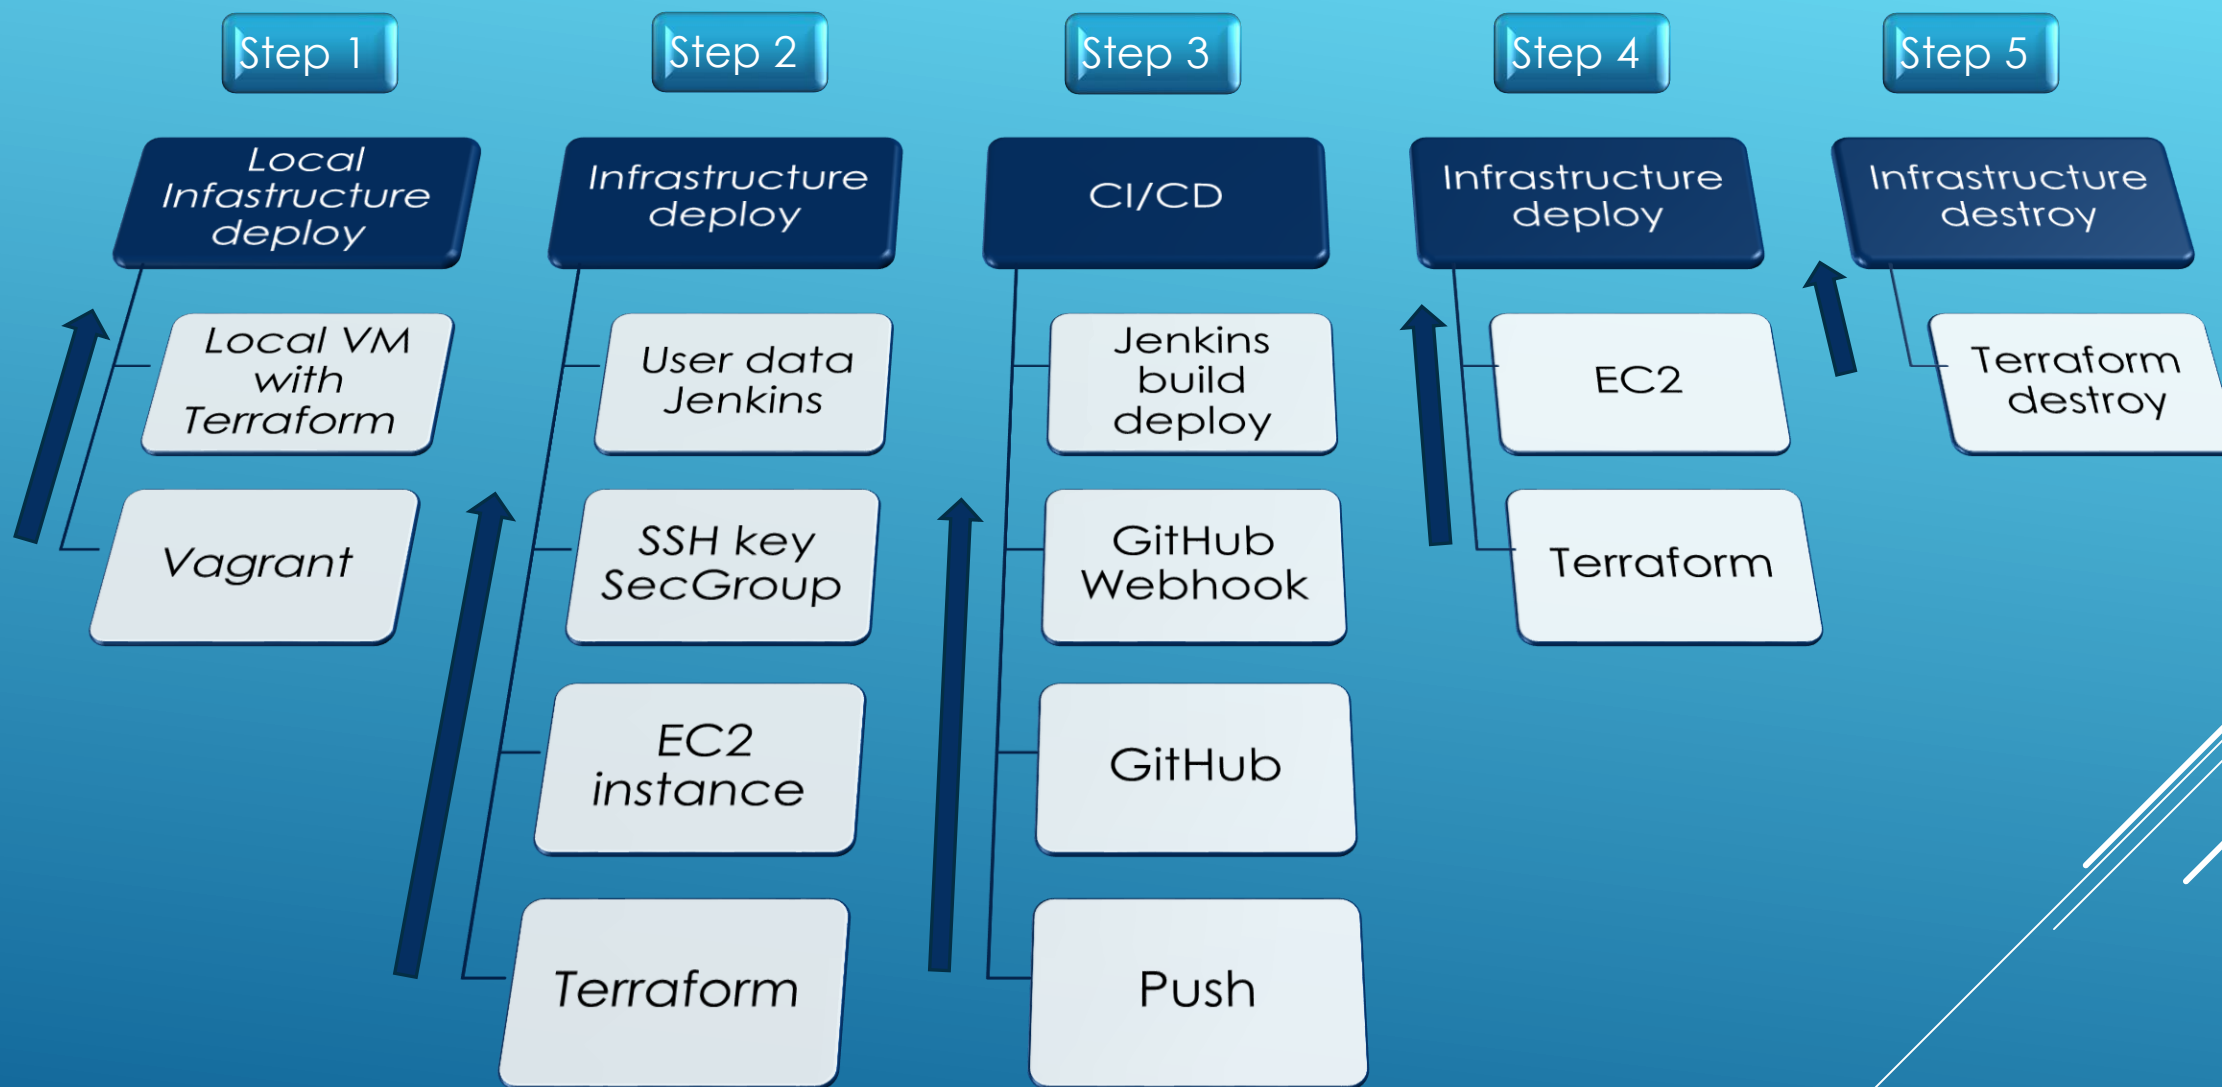 Step 1
Step 2
Step 3
Step 4
Step 5
Local
Infastructure
deploy
Local VM
with
Terraform
Vagrant
Infrastructure
deploy
User data
Jenkins
SSH key
SecGroup
EC2
instance
Terraform
CI/CD
Jenkins
build
deploy
GitHub
Webhook
GitHub
Push
Infrastructure
deploy
EC2
Terraform
Infrastructure
destroy
Terraform
destroy